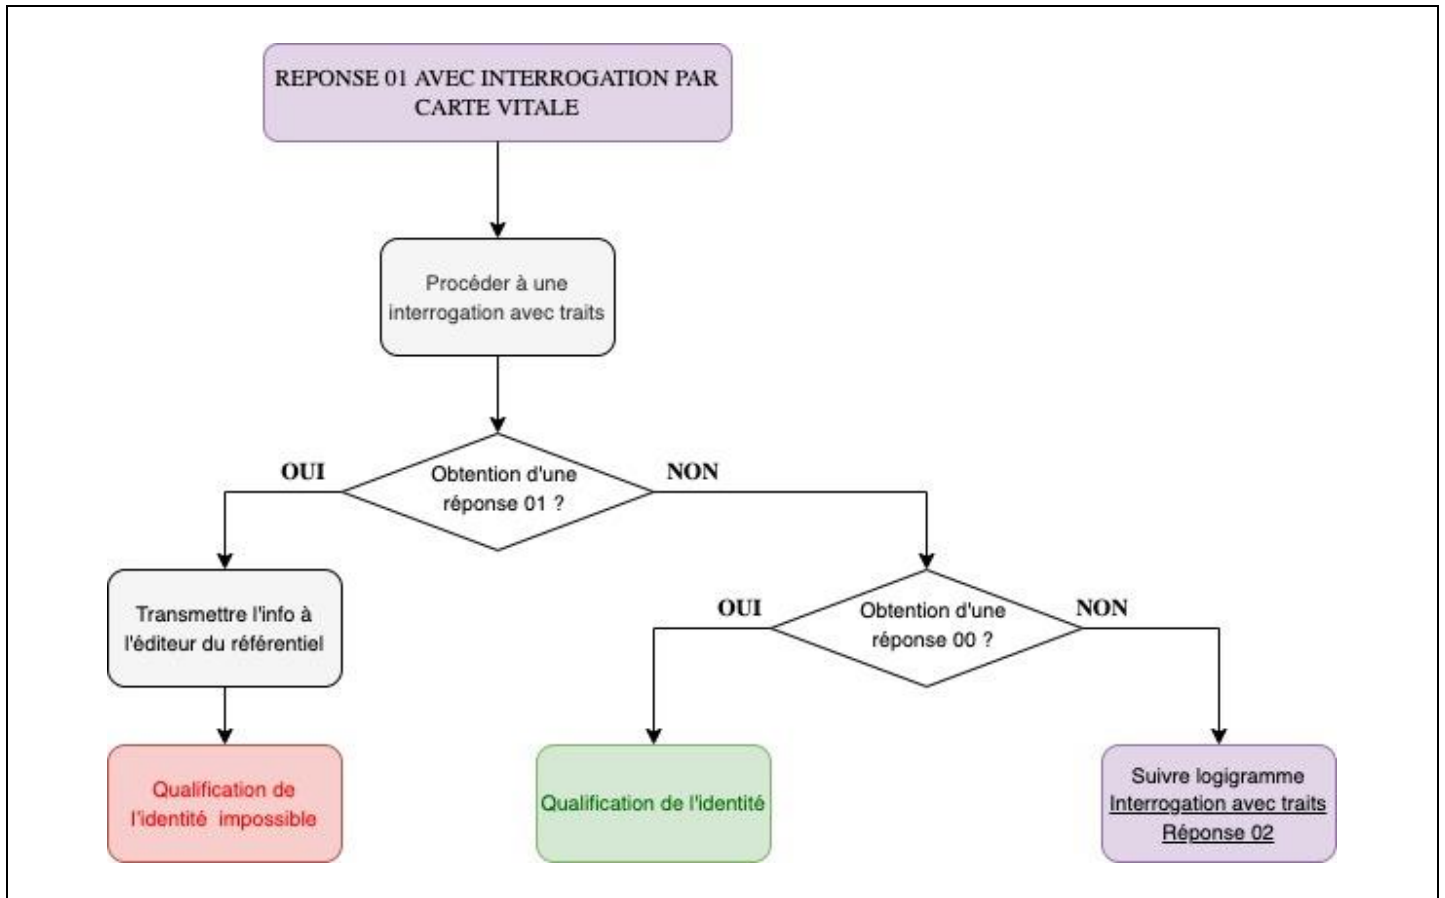 REPONSE 01 AVEC INTERROGATION PAR
CARTE VITALE
Procéder à une
interrogation avec traits
OUI
Obtention d'une
réponse 01 ?
NON
Transmettre l'info à
l'éditeur du référentiel
OUI
Obtention d'une
réponse 00 ?
NON
Qualification de
l'identité impossible
Qualification de l'identité
Suivre logigramme
Interrogation avec traits
Réponse 02